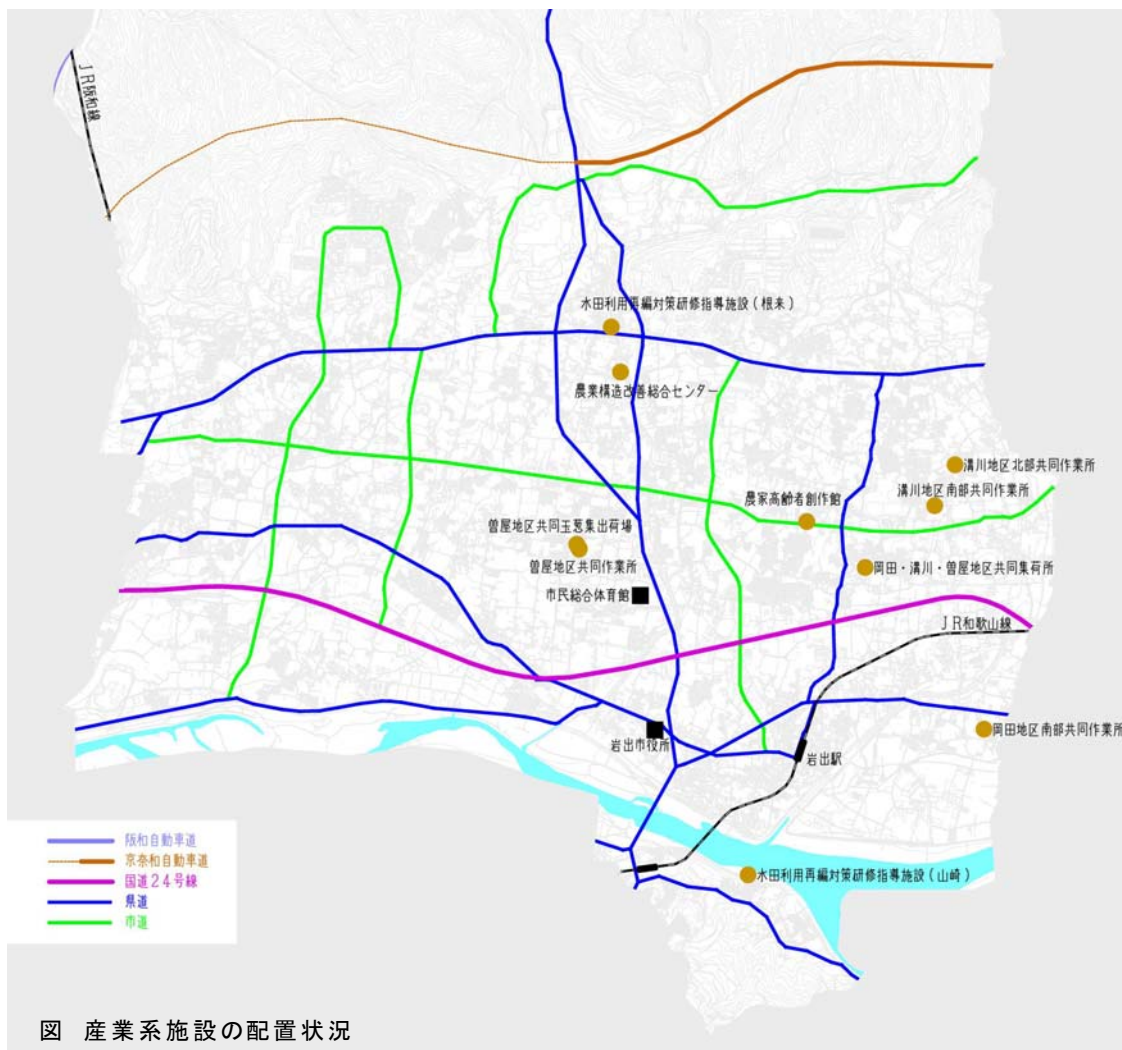 JR阪和線
水田利用再編対策研修指導施設(根来)
農業構造改善総合センター
溝川地区北部共同作業所
溝川地区南部共同作業所
農家高齢者創作館
曽屋地区共同玉葱集出荷場
曽屋地区共同作業所
岡田・溝川・曽屋地区共同集荷所
市民総合体育館
JR和歌山線
岩出市役所
岡田地区南部共同作業所
岩出駅
水田利用再編対策研修指導施設(山崎)
阪和自動車道
京奈和自動車道
国道24号線
県道
市道
図 産業系施設の配置状況